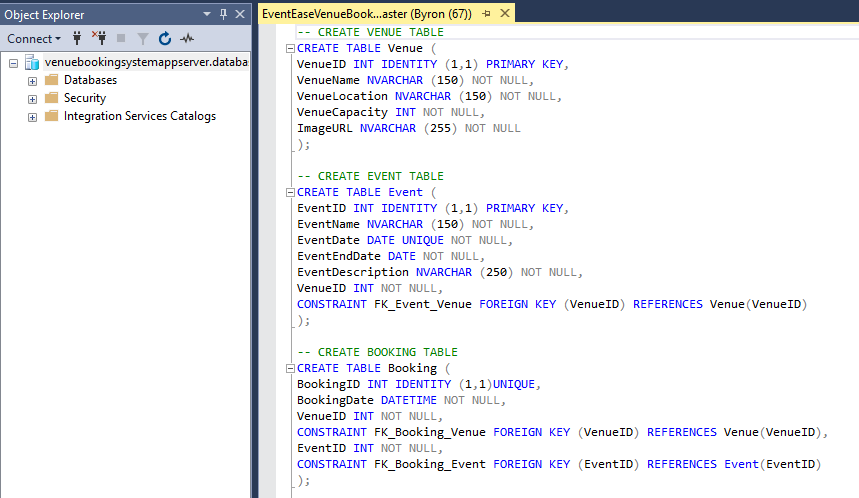 Object Explorer
Connect
venuebookingsystemappserver.databa
Databases
Security
Integration Services Catalogs
EventEaseVenueBook...aster (Byron (67))
-- CREATE VENUE TABLE
CREATE TABLE Venue (
VenueID INT IDENTITY (1,1) PRIMARY KEY,
VenueName NVARCHAR (150) NOT NULL,
VenueLocation NVARCHAR (150) NOT NULL,
VenueCapacity INT NOT NULL,
ImageURL NVARCHAR (255) NOT NULL
);
-- CREATE EVENT TABLE
CREATE TABLE Event (
EventID INT IDENTITY (1,1) PRIMARY KEY,
EventName NVARCHAR (150) NOT NULL,
EventDate DATE UNIQUE NOT NULL,
EventEndDate DATE NOT NULL,
EventDescription NVARCHAR (250) NOT NULL,
VenueID INT NOT NULL,
CONSTRAINT FK_Event_Venue FOREIGN KEY (VenueID) REFERENCES Venue(VenueID)
);
-- CREATE BOOKING TABLE
CREATE TABLE Booking (
BookingID INT IDENTITY (1,1)UNIQUE,
BookingDate DATETIME NOT NULL,
VenueID INT NOT NULL,
CONSTRAINT FK_Booking_Venue FOREIGN KEY (VenueID) REFERENCES Venue(VenueID),
EventID INT NOT NULL,
CONSTRAINT FK_Booking_Event FOREIGN KEY (EventID) REFERENCES Event(EventID)
);